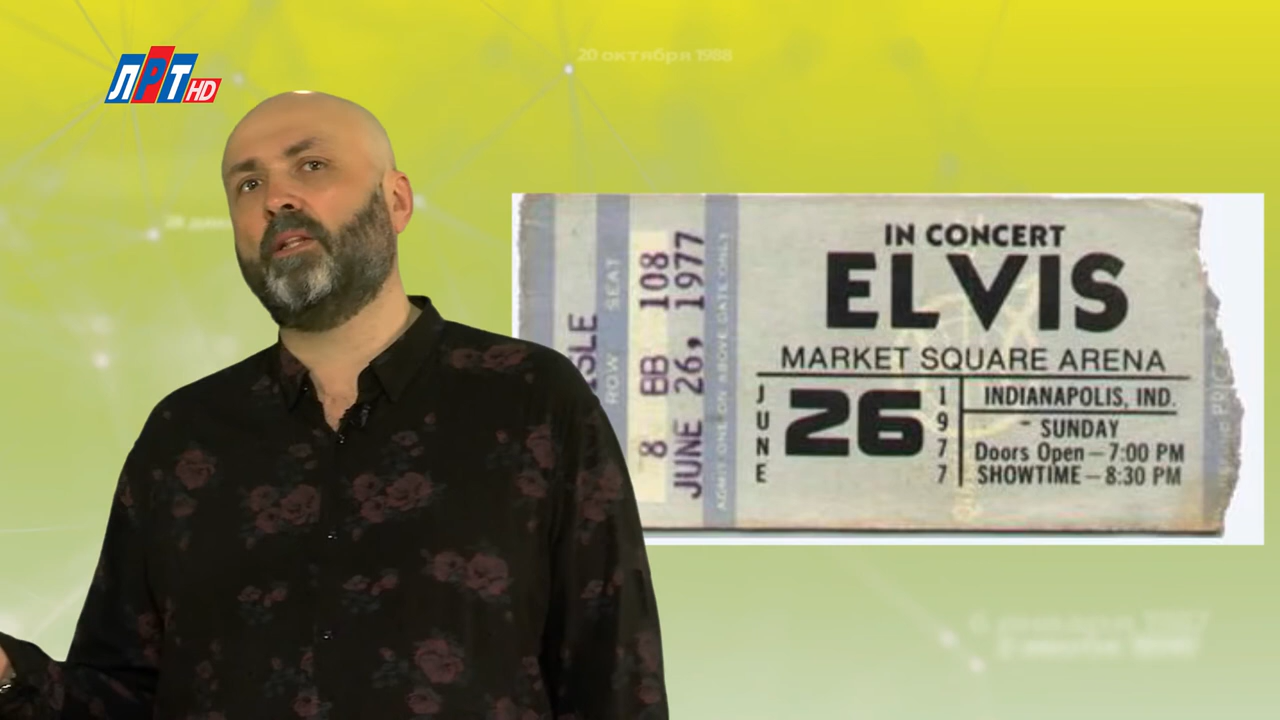 ЛРТ HD
20 октября 1988
IN CONCERT
ELVIS
MARKET SQUARE ARENA
JUNE
26
1977
INDIANAPOLIS, IND.
SUNDAY
Doors Open – 7:00 PM
SHOWTIME – 8:30 PM
ROW SEAT
8 BB 108
JUNE 26, 1977
ADMIT ONE ON ABOVE DATE ONLY
PRICE